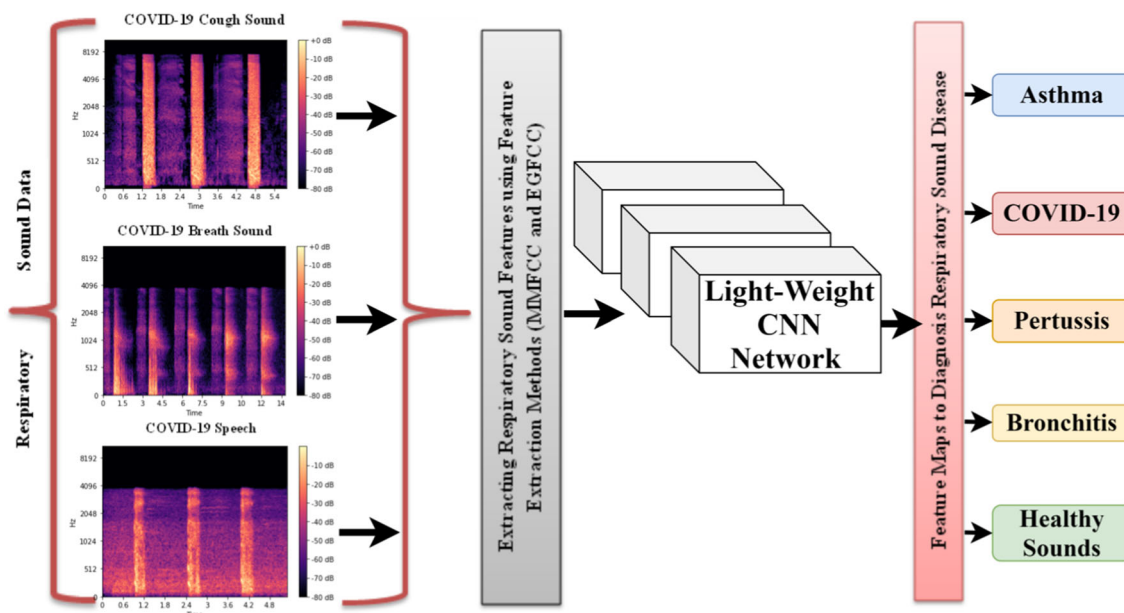 Respiratory Sound Data
COVID-19 Cough Sound
8192
4096
2048
1024
512
0
Hz
0 0.6 1.2 1.8 2.4 3 3.6 4.2 4.8 5.4
Time
+0 dB
-10 dB
-20 dB
-30 dB
-40 dB
-50 dB
-60 dB
-70 dB
-80 dB
COVID-19 Breath Sound
8192
4096
2048
1024
512
0
Hz
0 1.5 3 4.5 6 7.5 9 10 12 14
Time
+0 dB
-10 dB
-20 dB
-30 dB
-40 dB
-50 dB
-60 dB
-70 dB
-80 dB
COVID-19 Speech
8192
4096
2048
1024
512
0
Hz
0 0.6 1.2 1.8 2.4 3 3.6 4.2 4.8
Time
-10 dB
-20 dB
-30 dB
-40 dB
-50 dB
-60 dB
-70 dB
-80 dB
Extracting Respiratory Sound Features using Feature
Extraction Methods (MMFCC and EGFCC)
Light-Weight
CNN
Network
Feature Maps to Diagnosis Respiratory Sound Disease
Asthma
COVID-19
Pertussis
Bronchitis
Healthy
Sounds